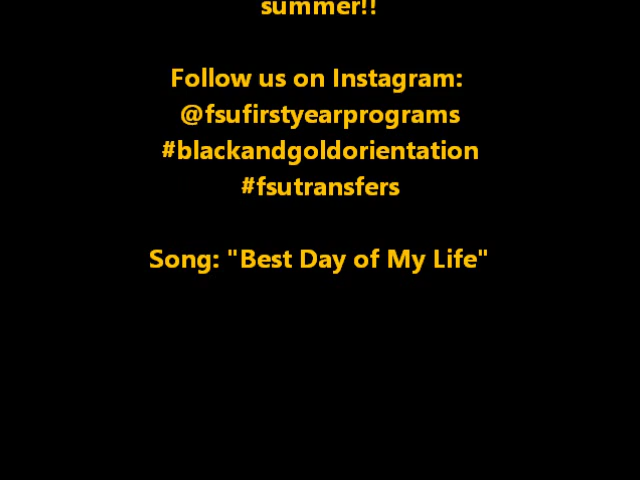 summer!!
Follow us on Instagram:
@fsufirstyearprograms
#blackandgoldorientation
#fsutransfers
Song: "Best Day of My Life"